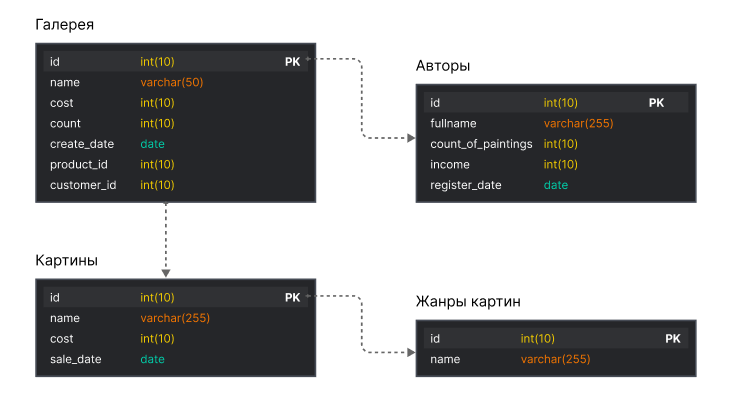 Галерея
id int(10) PK
name varchar(50)
cost int(10)
count int(10)
create_date date
product_id int(10)
customer_id int(10)
Авторы
id int(10) PK
fullname varchar(255)
count_of_paintings int(10)
income int(10)
register_date date
Картины
id int(10) PK
name varchar(255)
cost int(10)
sale_date date
Жанры картин
id int(10) PK
name varchar(255)